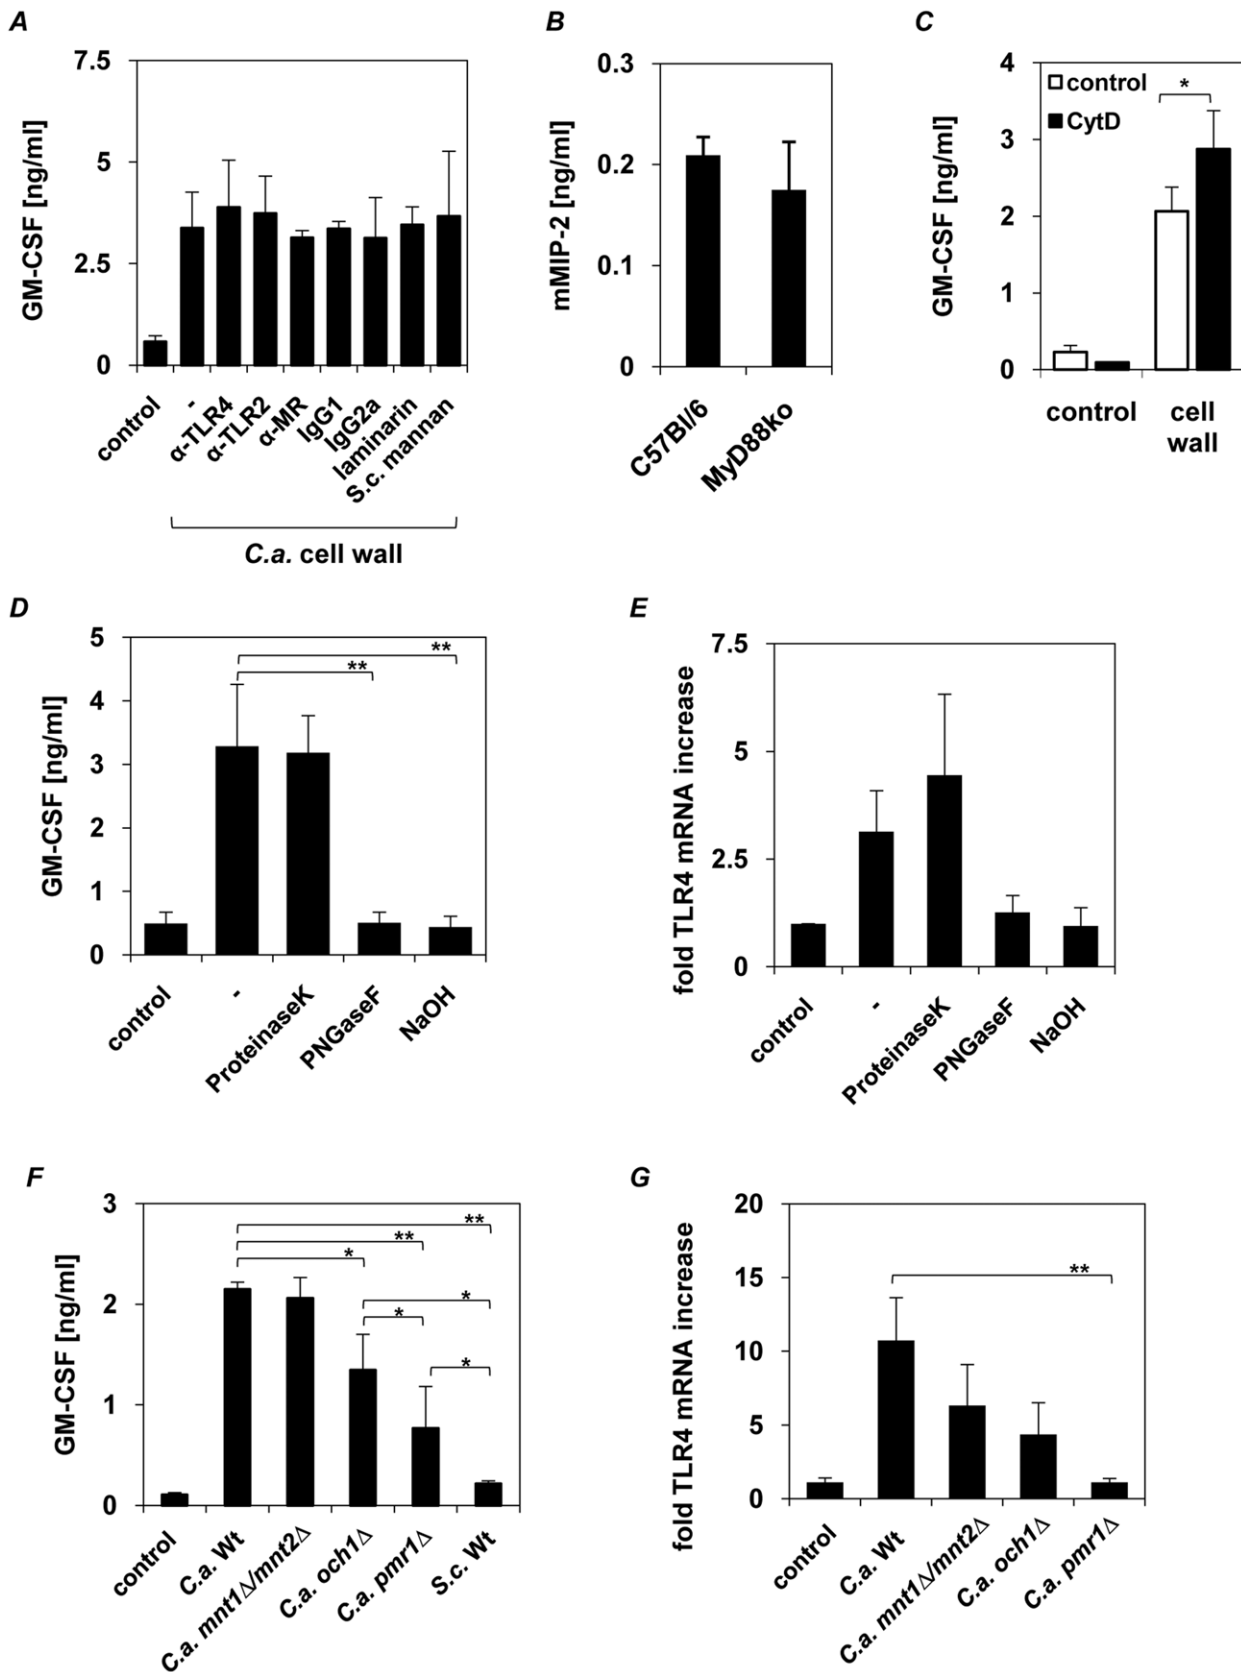 A
GM-CSF [ng/ml]
7.5
5
2.5
0
control
-
α-TLR4
α-TLR2
α-MR
IgG1
IgG2a
laminarin
S.c. mannan
C.a. cell wall
B
mMIP-2 [ng/ml]
0.3
0.2
0.1
0
C57Bl/6
MyD88ko
C
GM-CSF [ng/ml]
4
3
2
1
0
control
CytD
*
control
cell
wall
D
GM-CSF [ng/ml]
5
4
3
2
1
0
**
**
control
-
ProteinaseK
PNGaseF
NaOH
E
fold TLR4 mRNA increase
7.5
5
2.5
0
control
-
ProteinaseK
PNGaseF
NaOH
F
GM-CSF [ng/ml]
3
2
1
0
**
**
*
*
*
*
control
C.a. Wt
C.a. mnt1Δ/mnt2Δ
C.a. och1Δ
C.a. pmr1Δ
S.c. Wt
G
fold TLR4 mRNA increase
20
15
10
5
0
**
control
C.a. Wt
C.a. mnt1Δ/mnt2Δ
C.a. och1Δ
C.a. pmr1Δ